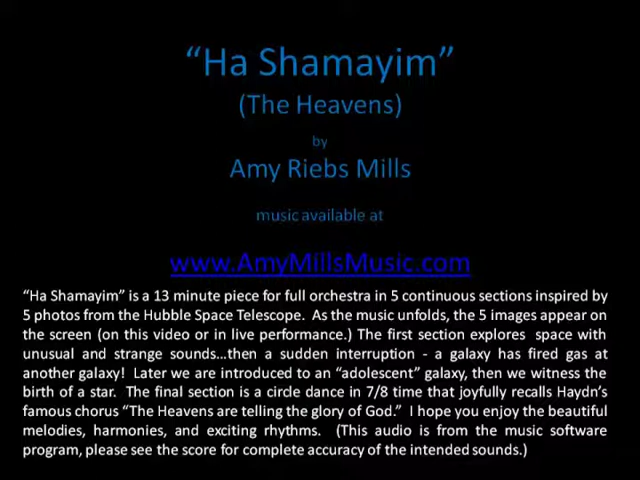 “Ha Shamayim”
(The Heavens)
by
Amy Riebs Mills
music available at
www.AmyMillsMusic.com
“Ha Shamayim” is a 13 minute piece for full orchestra in 5 continuous sections inspired by
5 photos from the Hubble Space Telescope. As the music unfolds, the 5 images appear on
the screen (on this video or in live performance.) The first section explores space with
unusual and strange sounds…then a sudden interruption - a galaxy has fired gas at
another galaxy! Later we are introduced to an “adolescent” galaxy, then we witness the
birth of a star. The final section is a circle dance in 7/8 time that joyfully recalls Haydn’s
famous chorus “The Heavens are telling the glory of God.” I hope you enjoy the beautiful
melodies, harmonies, and exciting rhythms. (This audio is from the music software
program, please see the score for complete accuracy of the intended sounds.)